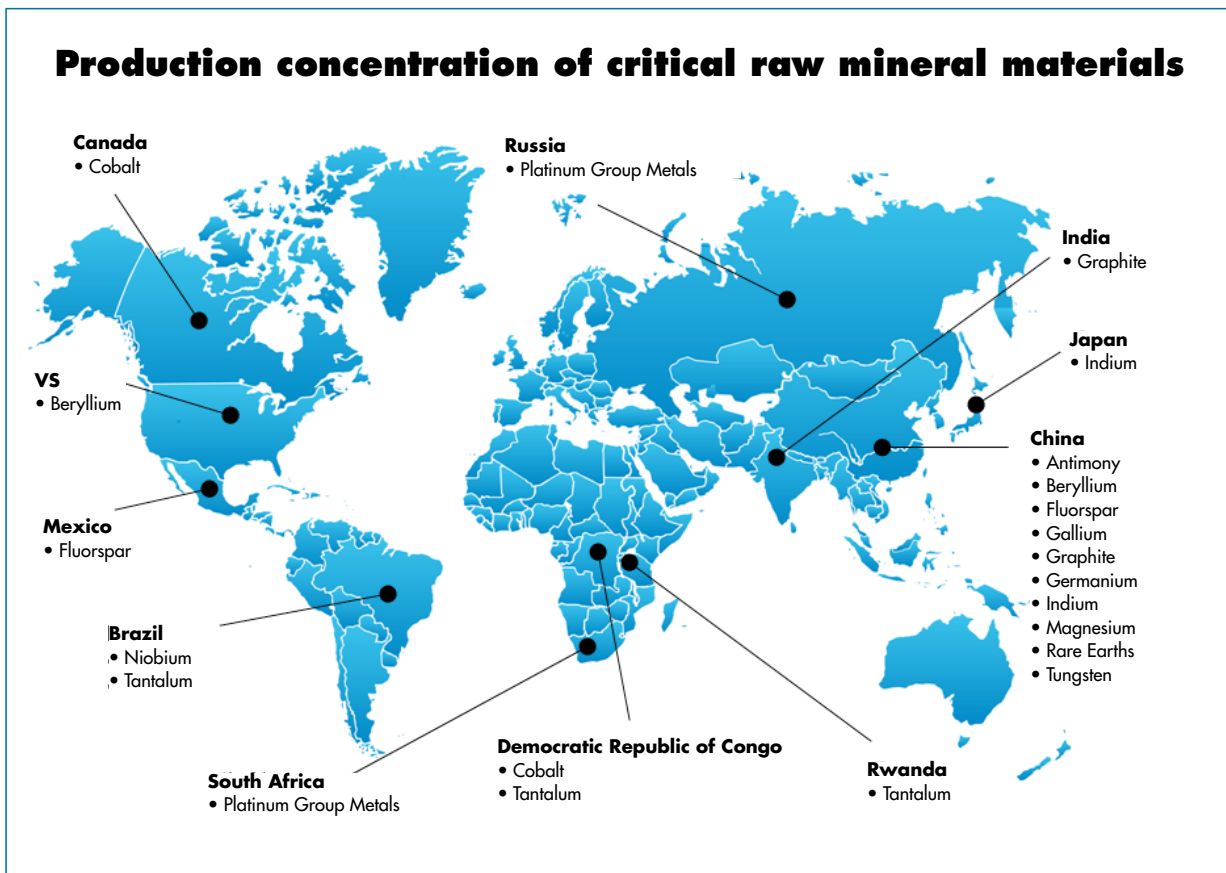 Production concentration of critical raw mineral materials
Canada
• Cobalt
Russia
• Platinum Group Metals
India
• Graphite
Japan
• Indium
VS
• Beryllium
China
• Antimony
• Beryllium
• Fluorspar
• Gallium
• Graphite
• Germanium
• Indium
• Magnesium
• Rare Earths
• Tungsten
Mexico
• Fluorspar
Brazil
• Niobium
• Tantalum
Democratic Republic of Congo
• Cobalt
• Tantalum
Rwanda
• Tantalum
South Africa
• Platinum Group Metals